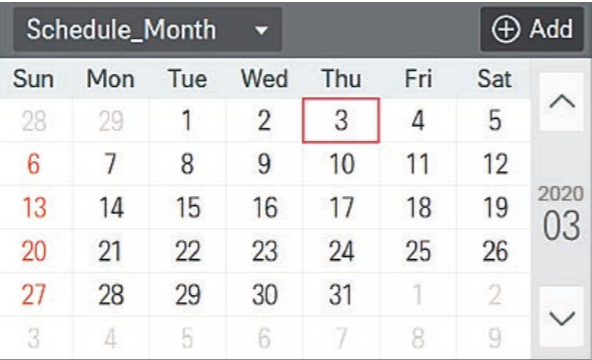 Schedule_Month Add
Sun Mon Tue Wed Thu Fri Sat
28 29 1 2 3 4 5
6 7 8 9 10 11 12
2020
13 14 15 16 17 18 19
03
20 21 22 23 24 25 26
27 28 29 30 31 1 2
3 4 5 6 7 8 9